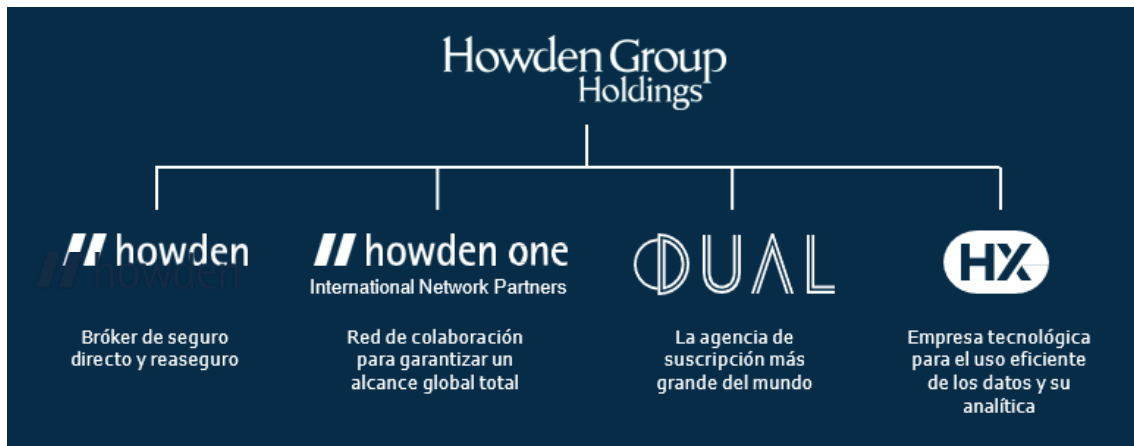 Howden Group
Holdings
howden
howden
howden one
International Network Partners
DUAL
HX
Bróker de seguro
directo y reaseguro
Red de colaboración
para garantizar un
alcance global total
La agencia de
suscripción más
grande del mundo
Empresa tecnológica
para el uso eficiente
de los datos y su
analítica